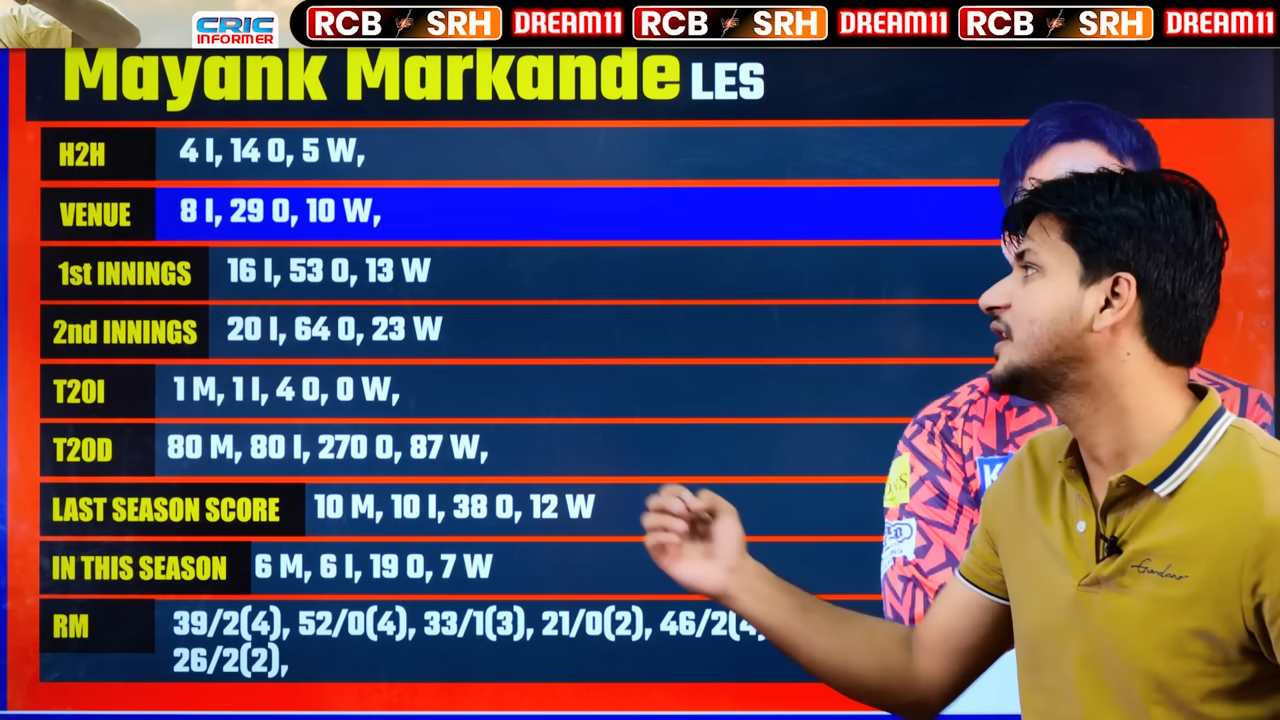 CRIC
INFORMER
RCB VS SRH DREAM11 RCB VS SRH DREAM11 RCB VS SRH DREAM11
Mayank Markande LES
H2H 4 I, 14 O, 5 W,
VENUE 8 I, 29 O, 10 W,
1st INNINGS 16 I, 53 O, 13 W
2nd INNINGS 20 I, 64 O, 23 W
T20I 1 M, 1 I, 4 O, 0 W,
T20D 80 M, 80 I, 270 O, 87 W,
LAST SEASON SCORE 10 M, 10 I, 38 O, 12 W
IN THIS SEASON 6 M, 6 I, 19 O, 7 W
RM 39/2(4), 52/0(4), 33/1(3), 21/0(2), 46/2(4)
26/2(2),